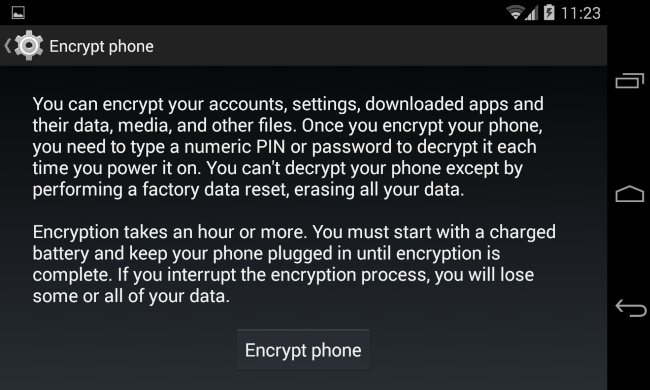 11:23
Encrypt phone
You can encrypt your accounts, settings, downloaded apps and
their data, media, and other files. Once you encrypt your phone,
you need to type a numeric PIN or password to decrypt it each
time you power it on. You can't decrypt your phone except by
performing a factory data reset, erasing all your data.
Encryption takes an hour or more. You must start with a charged
battery and keep your phone plugged in until encryption is
complete. If you interrupt the encryption process, you will lose
some or all of your data.
Encrypt phone